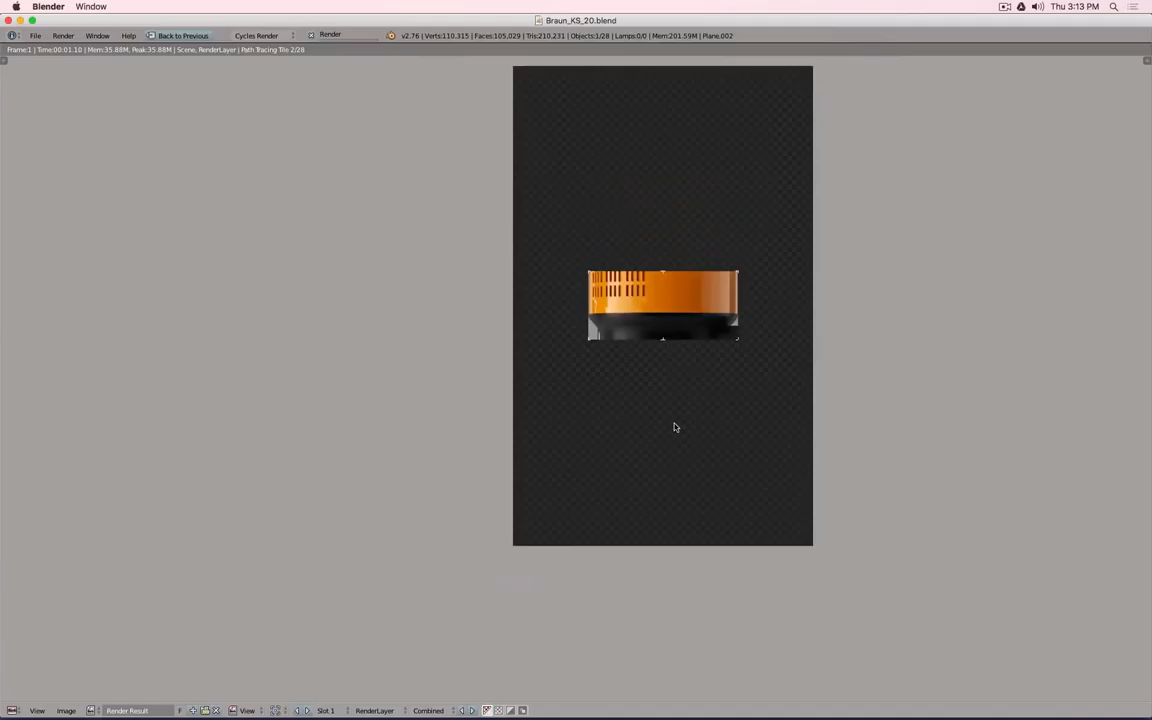 Blender Window Thu 3:13 PM
Braun_KS_20.blend
File Render Window Help Back to Previous Cycles Render Render v2.76 | Verts:110,315 | Faces:105,029 | Tris:210,231 | Objects:1/28 | Lamps:0/0 | Mem:201.59M | Plane.002
Frame:1 | Time:00:01.10 | Mem:35.88M, Peak:35.88M | Scene, RenderLayer | Path Tracing Tile 2/28
View Image Render Result F View Slot 1 RenderLayer Combined